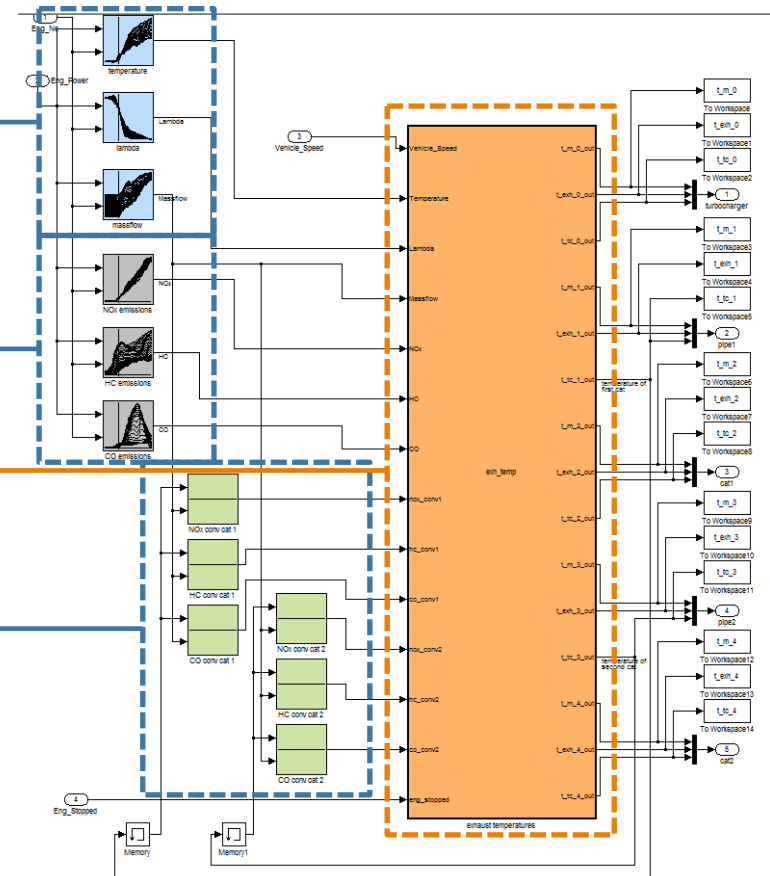 1
Eng_Ne
temperature
Eng_Power
Lambda
lambda
Massflow
massflow
NOx
NOx emissions
HC
HC emissions
CO
CO emissions
NOx conv cat 1
HC conv cat 1
CO conv cat 1
NOx conv cat 2
HC conv cat 2
CO conv cat 2
4
Eng_Stopped
Memory
Memory1
3
Vehicle_Speed
Vehicle_Speed
Temperature
Lambda
Massflow
NOx
HC
CO
nox_conv1
hc_conv1
co_conv1
nox_conv2
hc_conv2
co_conv2
eng_stopped
exh_temp
t_m_0_out
t_exh_0_out
t_tc_0_out
t_m_1_out
t_exh_1_out
t_tc_1_out
t_m_2_out
t_exh_2_out
t_tc_2_out
t_m_3_out
t_exh_3_out
t_tc_3_out
t_m_4_out
t_exh_4_out
t_tc_4_out
exhaust temperatures
temperature of
first cat
temperature of
second cat
t_m_0
To Workspace
t_exh_0
To Workspace1
t_tc_0
To Workspace2
1
turbocharger
t_m_1
To Workspace3
t_exh_1
To Workspace4
t_tc_1
To Workspace5
2
pipe1
t_m_2
To Workspace6
t_exh_2
To Workspace7
t_tc_2
To Workspace8
3
cat1
t_m_3
To Workspace9
t_exh_3
To Workspace10
t_tc_3
To Workspace11
4
pipe2
t_m_4
To Workspace12
t_exh_4
To Workspace13
t_tc_4
To Workspace14
5
cat2